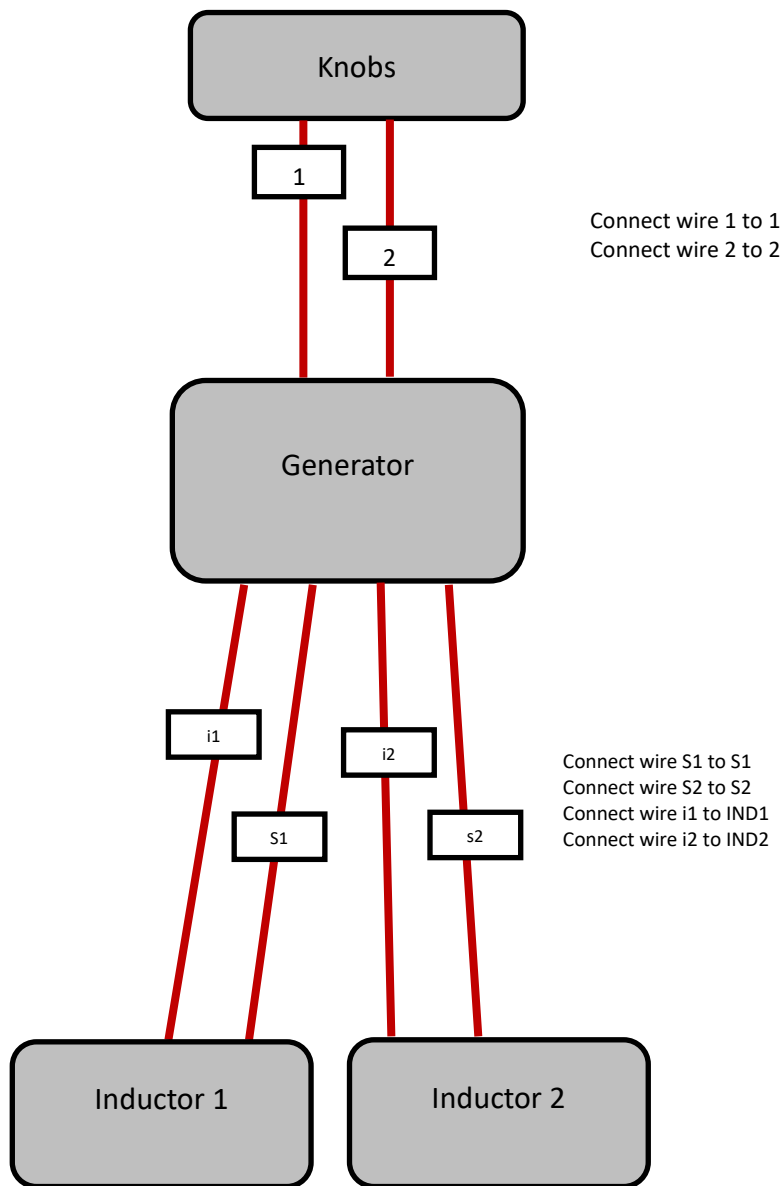 Knobs
1
2
Connect wire 1 to 1
Connect wire 2 to 2
Generator
i1
i2
S1
s2
Connect wire S1 to S1
Connect wire S2 to S2
Connect wire i1 to IND1
Connect wire i2 to IND2
Inductor 1
Inductor 2